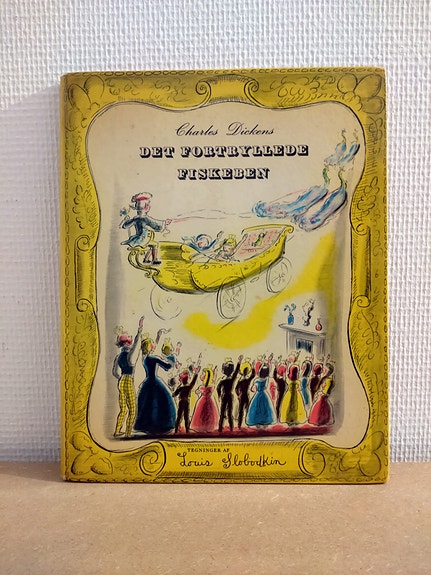 Charles Dickens
DET FORTRYLLEDE
FISKEBEN
TEGNINGER AF
Louis Slobodkin